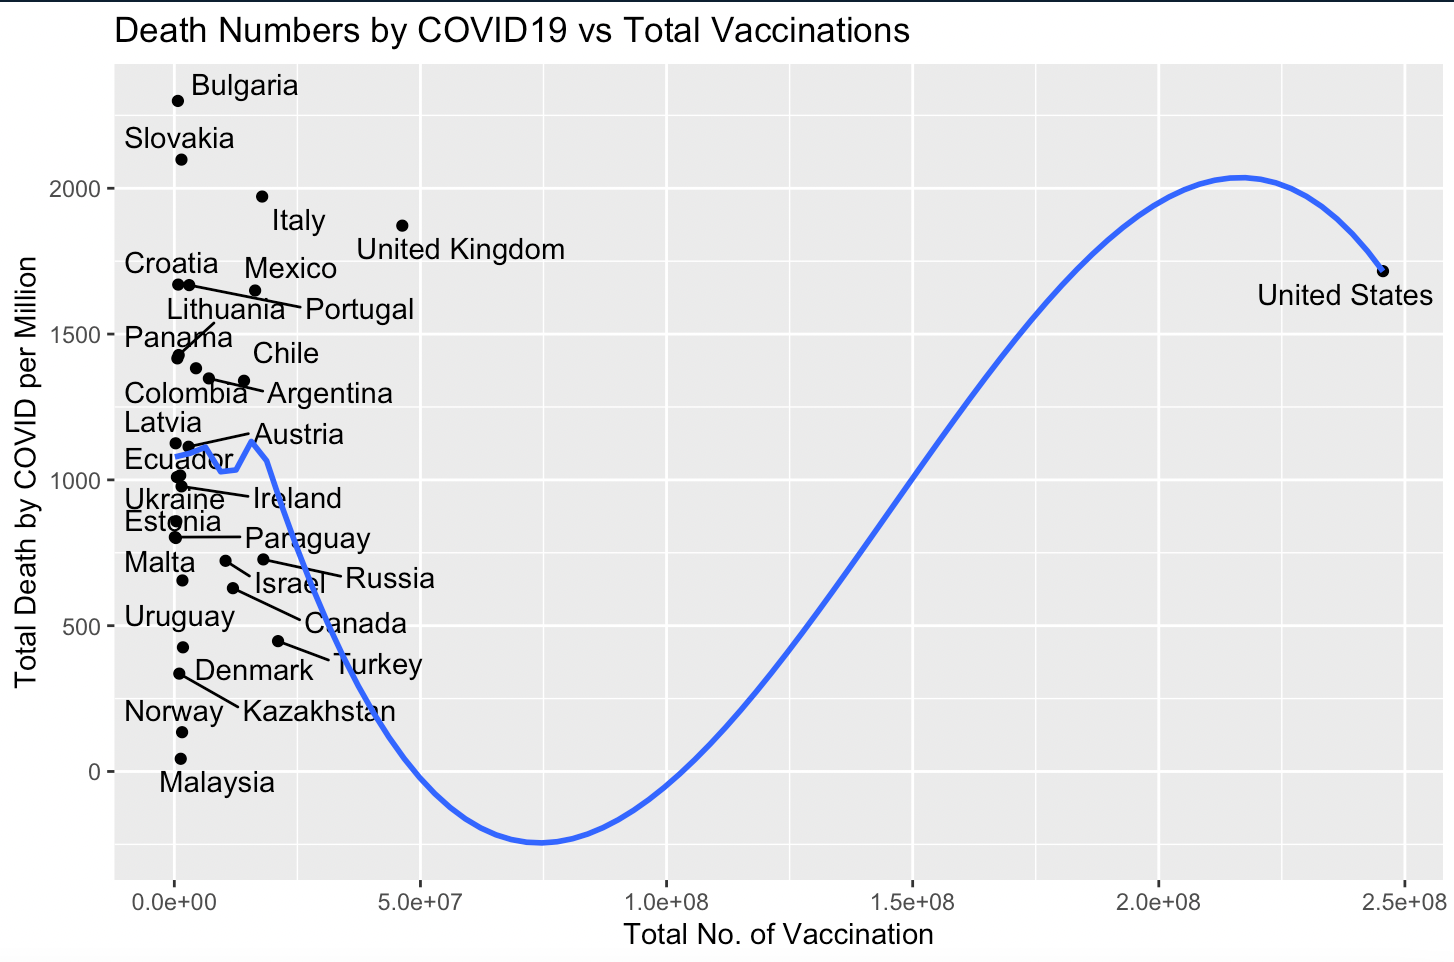 Death Numbers by COVID19 vs Total Vaccinations
Total Death by COVID per Million
2000
1500
1000
500
0
Bulgaria
Slovakia
Italy
United Kingdom
Croatia
Mexico
United States
Lithuania
Portugal
Panama
Chile
Colombia
Argentina
Latvia
Austria
Ecuador
Ukraine
Ireland
Estonia
Paraguay
Malta
Israel
Russia
Uruguay
Canada
Denmark
Turkey
Norway
Kazakhstan
Malaysia
0.0e+00
5.0e+07
1.0e+08
1.5e+08
2.0e+08
2.5e+08
Total No. of Vaccination